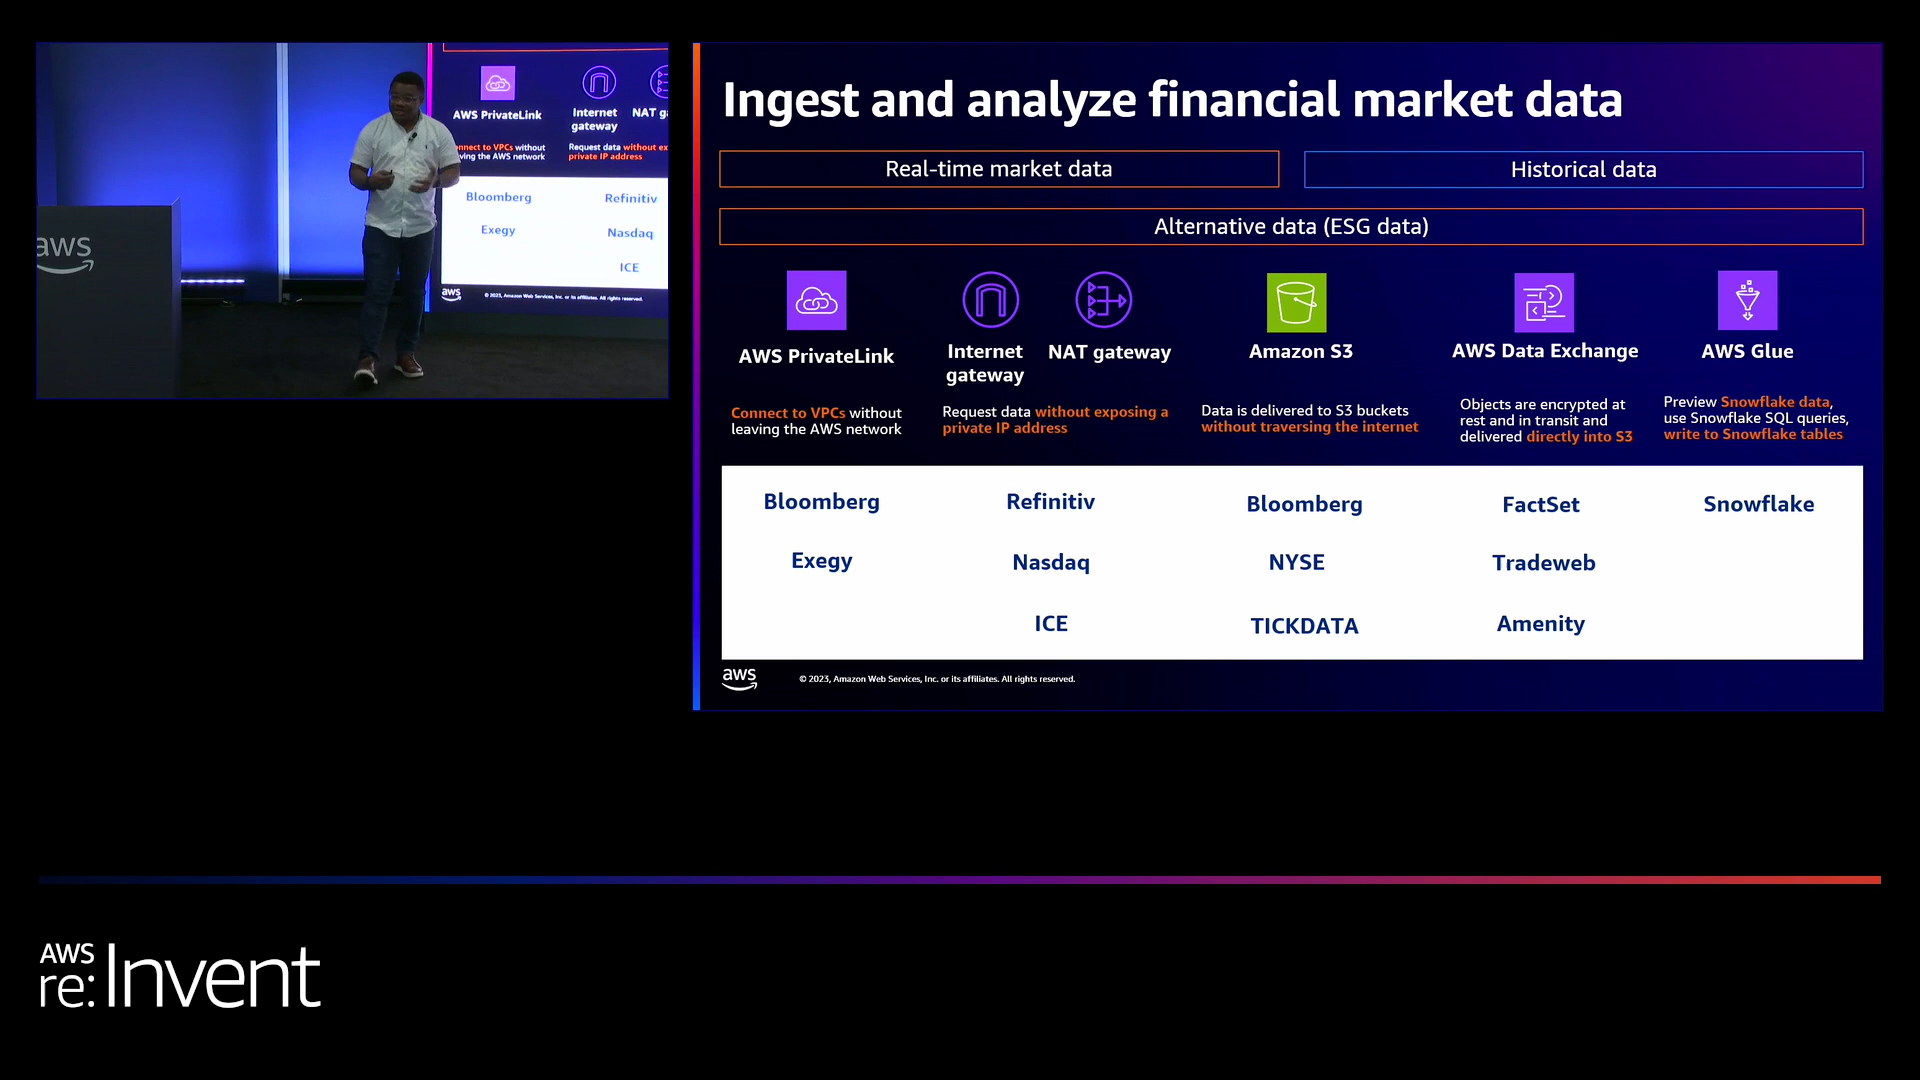 AWS PrivateLink
Internet
gateway
NAT
nnect to VPCs without
ving the AWS network
Request data without ex
private IP address
Bloomberg
Refinitiv
Exegy
Nasdaq
ICE
aws
© 2023, Amazon Web Services, Inc. or its affiliates. All rights reserved.
aws
Ingest and analyze financial market data
Real-time market data
Historical data
Alternative data (ESG data)
AWS PrivateLink
Internet
gateway
NAT gateway
Amazon S3
AWS Data Exchange
AWS Glue
Connect to VPCs without
leaving the AWS network
Request data without exposing a
private IP address
Data is delivered to S3 buckets
without traversing the internet
Objects are encrypted at
rest and in transit and
delivered directly into S3
Preview Snowflake data,
use Snowflake SQL queries,
write to Snowflake tables
Bloomberg
Refinitiv
Bloomberg
FactSet
Snowflake
Exegy
Nasdaq
NYSE
Tradeweb
ICE
TICKDATA
Amenity
aws
© 2023, Amazon Web Services, Inc. or its affiliates. All rights reserved.
AWS
re:Invent